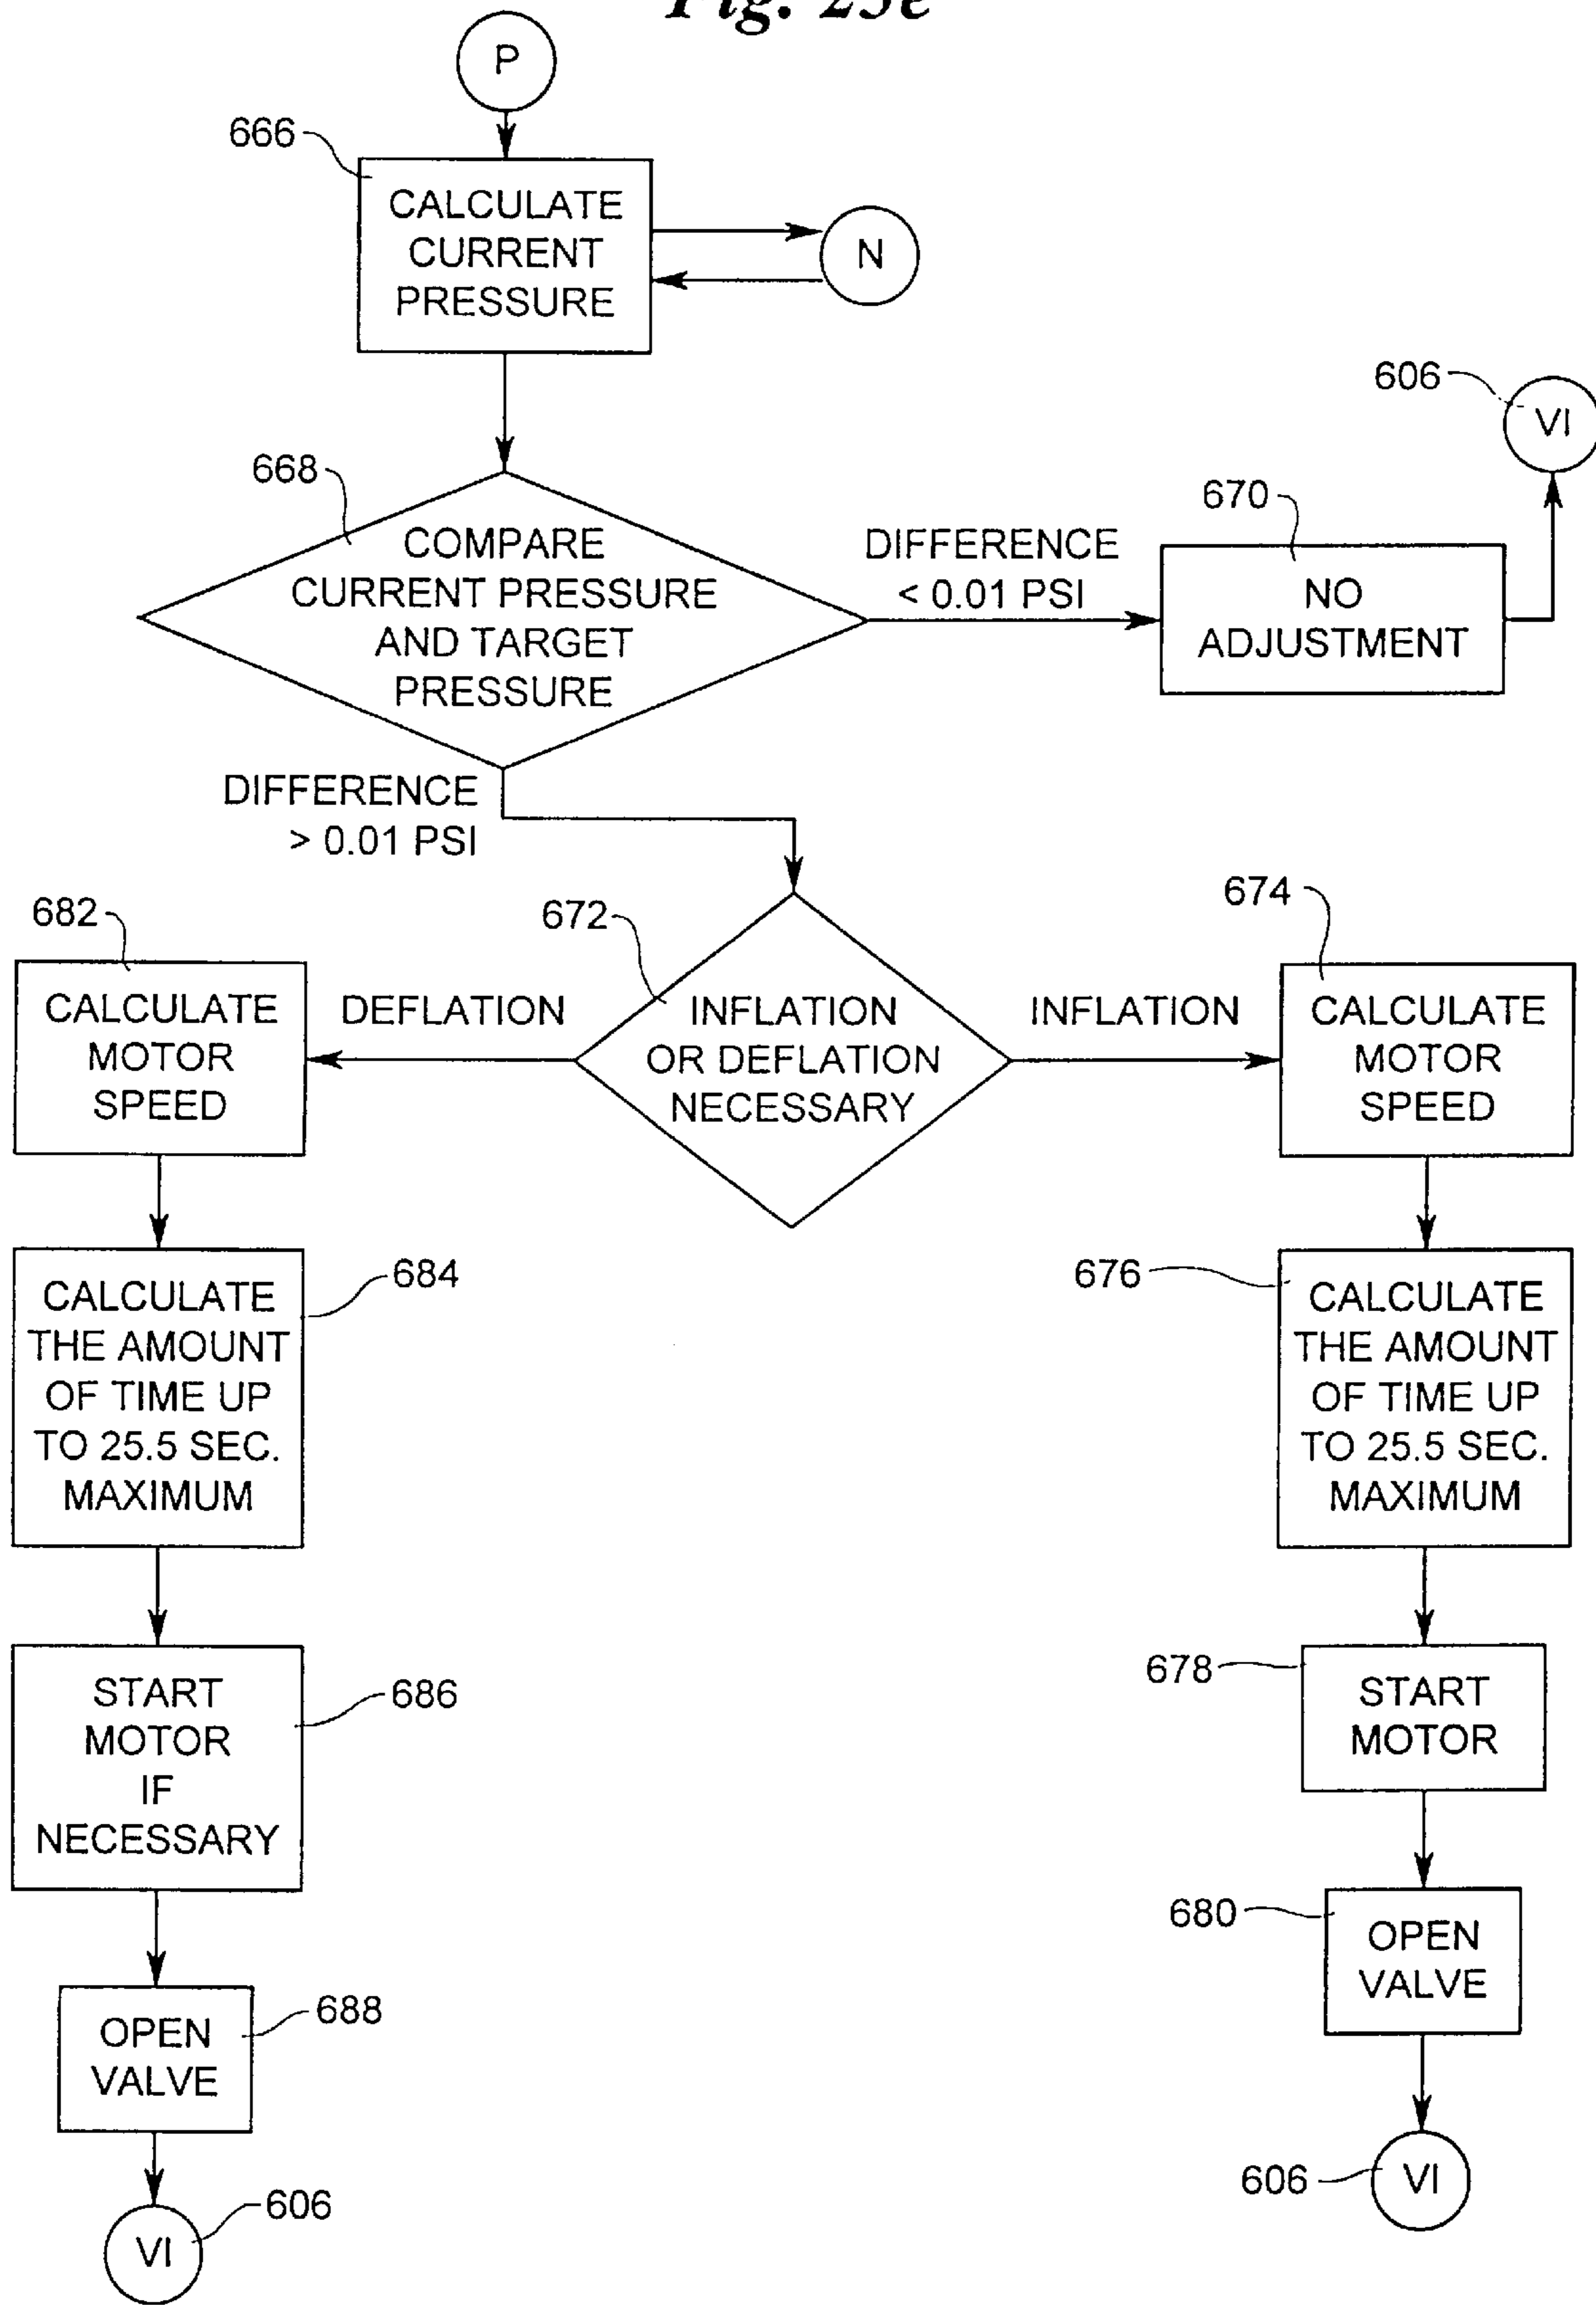 Fig. 23e
P
666
CALCULATE
CURRENT
PRESSURE
N
606
VI
668
COMPARE
CURRENT PRESSURE
AND TARGET
PRESSURE
DIFFERENCE
< 0.01 PSI
670
NO
ADJUSTMENT
DIFFERENCE
> 0.01 PSI
682
CALCULATE
MOTOR
SPEED
DEFLATION
672
INFLATION
OR DEFLATION
NECESSARY
INFLATION
674
CALCULATE
MOTOR
SPEED
CALCULATE
THE AMOUNT
OF TIME UP
TO 25.5 SEC.
MAXIMUM
684
676
CALCULATE
THE AMOUNT
OF TIME UP
TO 25.5 SEC.
MAXIMUM
START
MOTOR
IF
NECESSARY
686
678
START
MOTOR
680
OPEN
VALVE
OPEN
VALVE
688
606
VI
606
VI